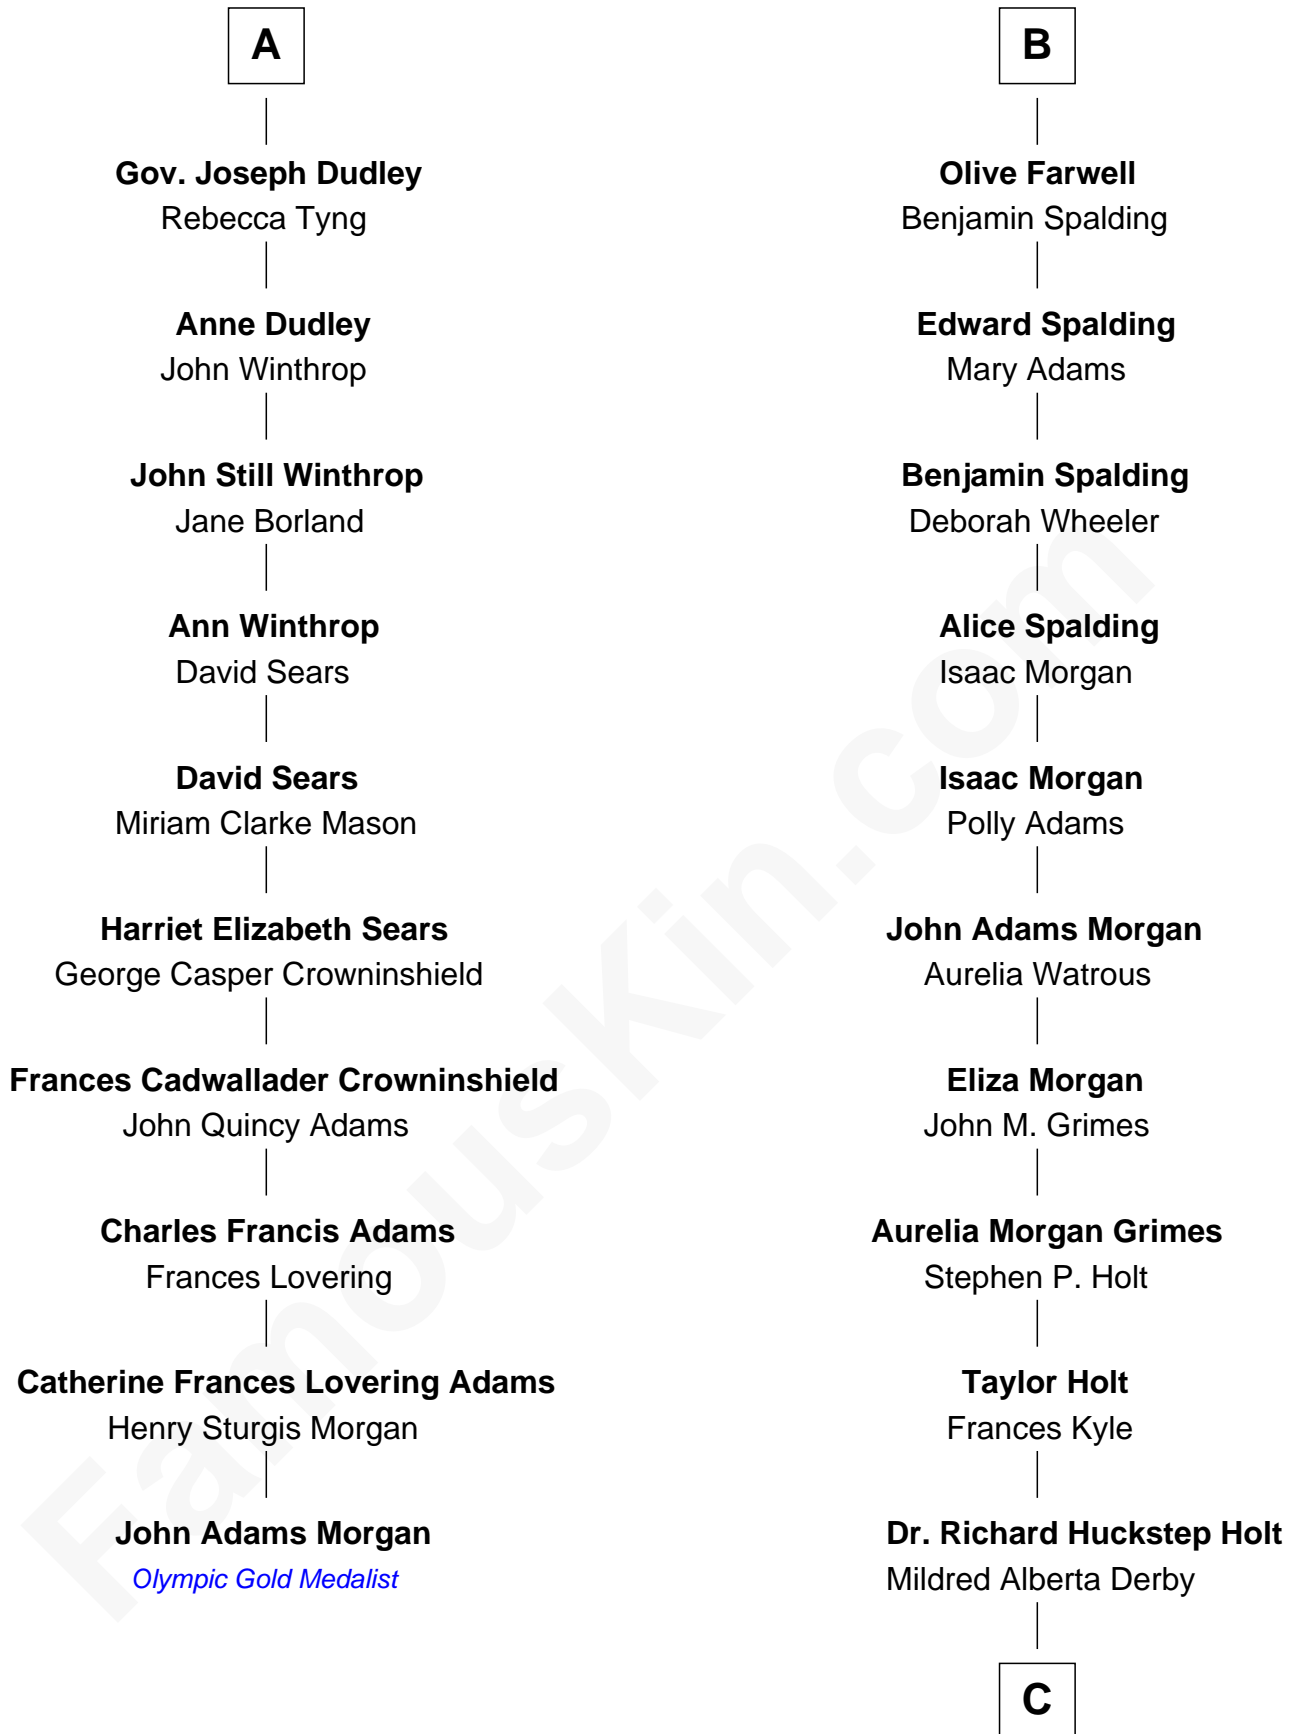 A
Gov. Joseph Dudley
Rebecca Tyng
Anne Dudley
John Winthrop
John Still Winthrop
Jane Borland
Ann Winthrop
David Sears
David Sears
Miriam Clarke Mason
Harriet Elizabeth Sears
George Casper Crowninshield
Frances Cadwallader Crowninshield
John Quincy Adams
Charles Francis Adams
Frances Lovering
Catherine Frances Lovering Adams
Henry Sturgis Morgan
John Adams Morgan
Olympic Gold Medalist
B
Olive Farwell
Benjamin Spalding
Edward Spalding
Mary Adams
Benjamin Spalding
Deborah Wheeler
Alice Spalding
Isaac Morgan
Isaac Morgan
Polly Adams
John Adams Morgan
Aurelia Watrous
Eliza Morgan
John M. Grimes
Aurelia Morgan Grimes
Stephen P. Holt
Taylor Holt
Frances Kyle
Dr. Richard Huckstep Holt
Mildred Alberta Derby
C
FamousKin.com